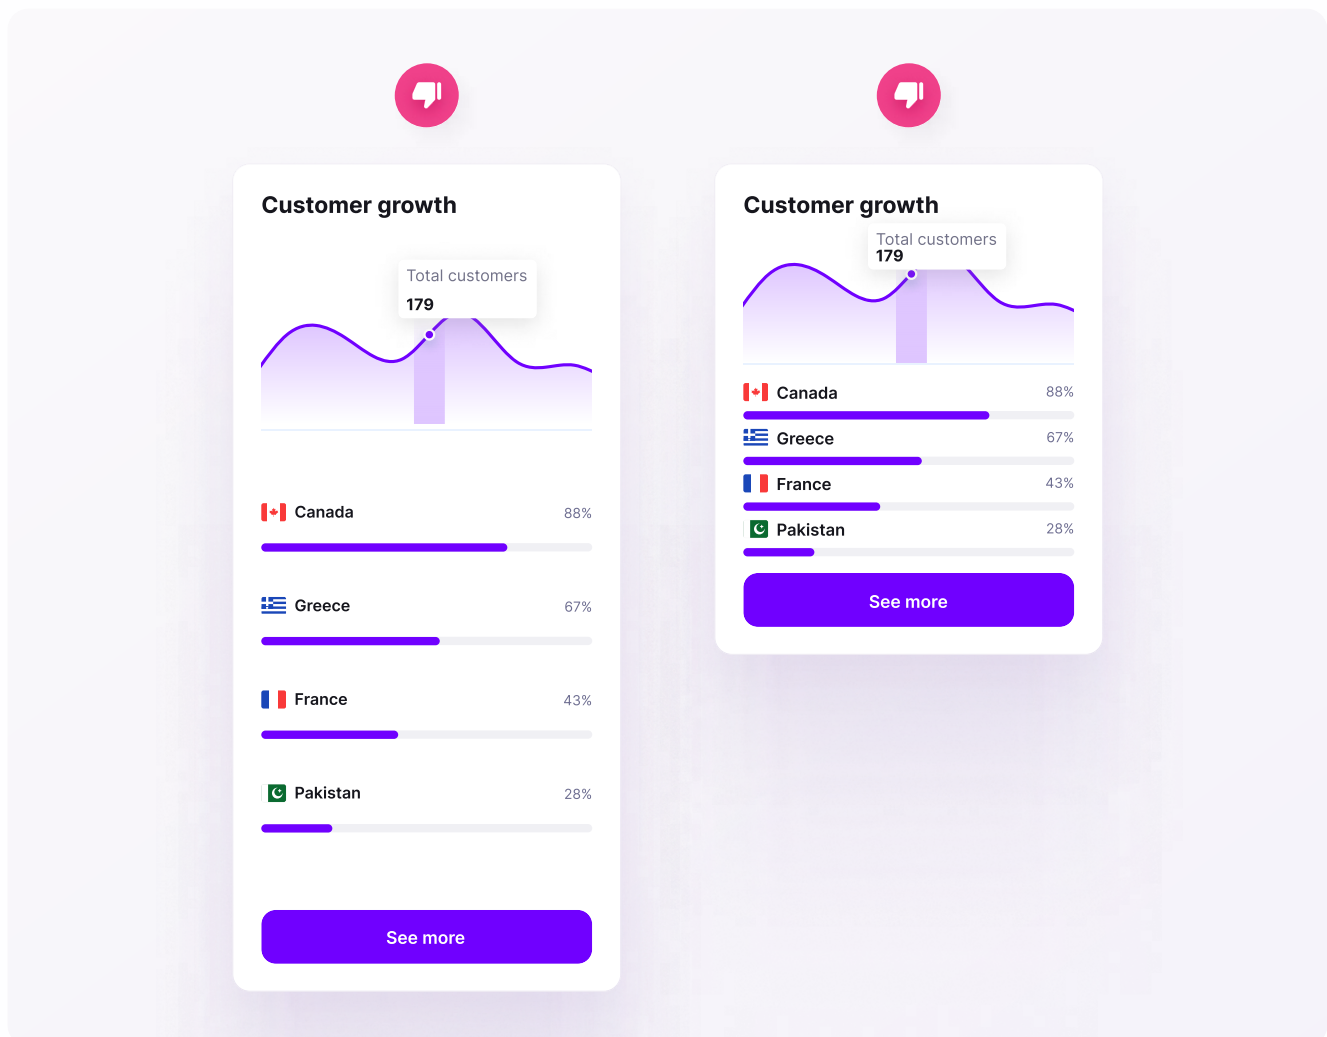 Customer growth
Total customers
179
Canada 88%
Greece 67%
France 43%
Pakistan 28%
See more
Customer growth
Total customers
179
Canada 88%
Greece 67%
France 43%
Pakistan 28%
See more